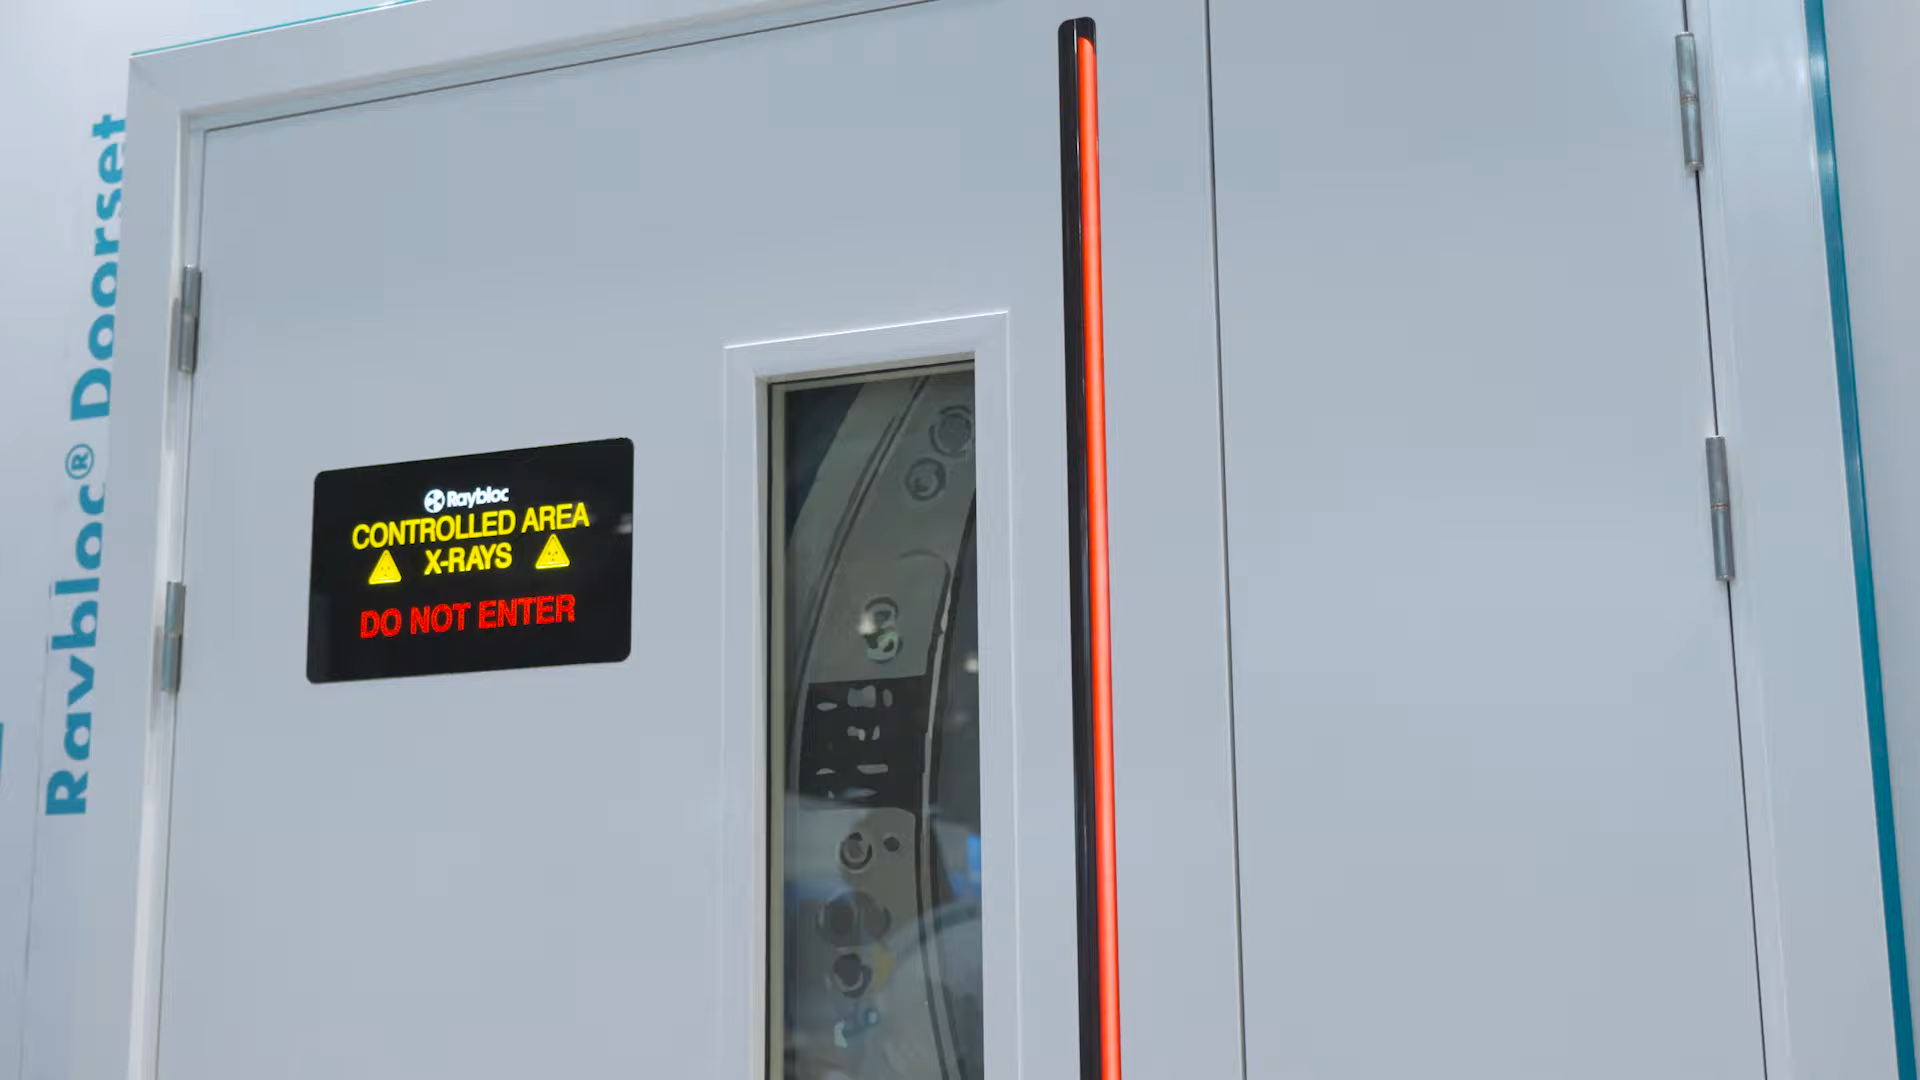 Raybloc® Doorset
Raybloc
CONTROLLED AREA
X-RAYS
DO NOT ENTER